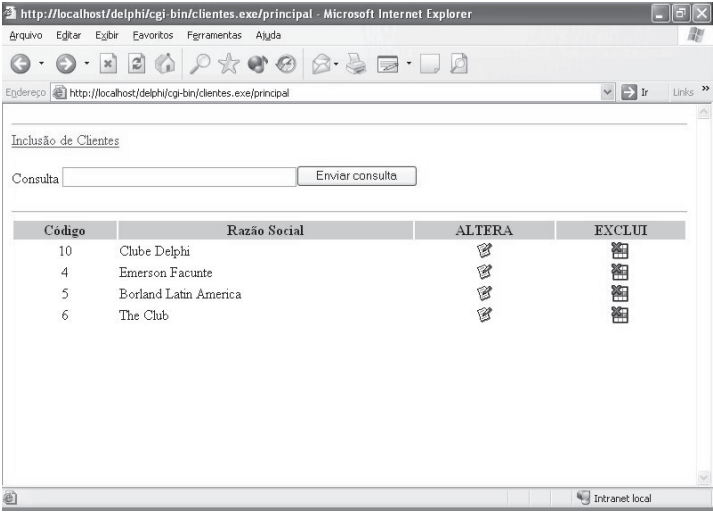 http://localhost/delphi/cgi-bin/clientes.exe/principal - Microsoft Internet Explorer
Arquivo Editar Exibir Favoritos Ferramentas Ajuda
Endereço http://localhost/delphi/cgi-bin/clientes.exe/principal Ir Links »
Inclusão de Clientes
Consulta Enviar consulta
Código Razão Social ALTERA EXCLUI
10 Clube Delphi
4 Emerson Facunte
5 Borland Latin America
6 The Club
Intranet local